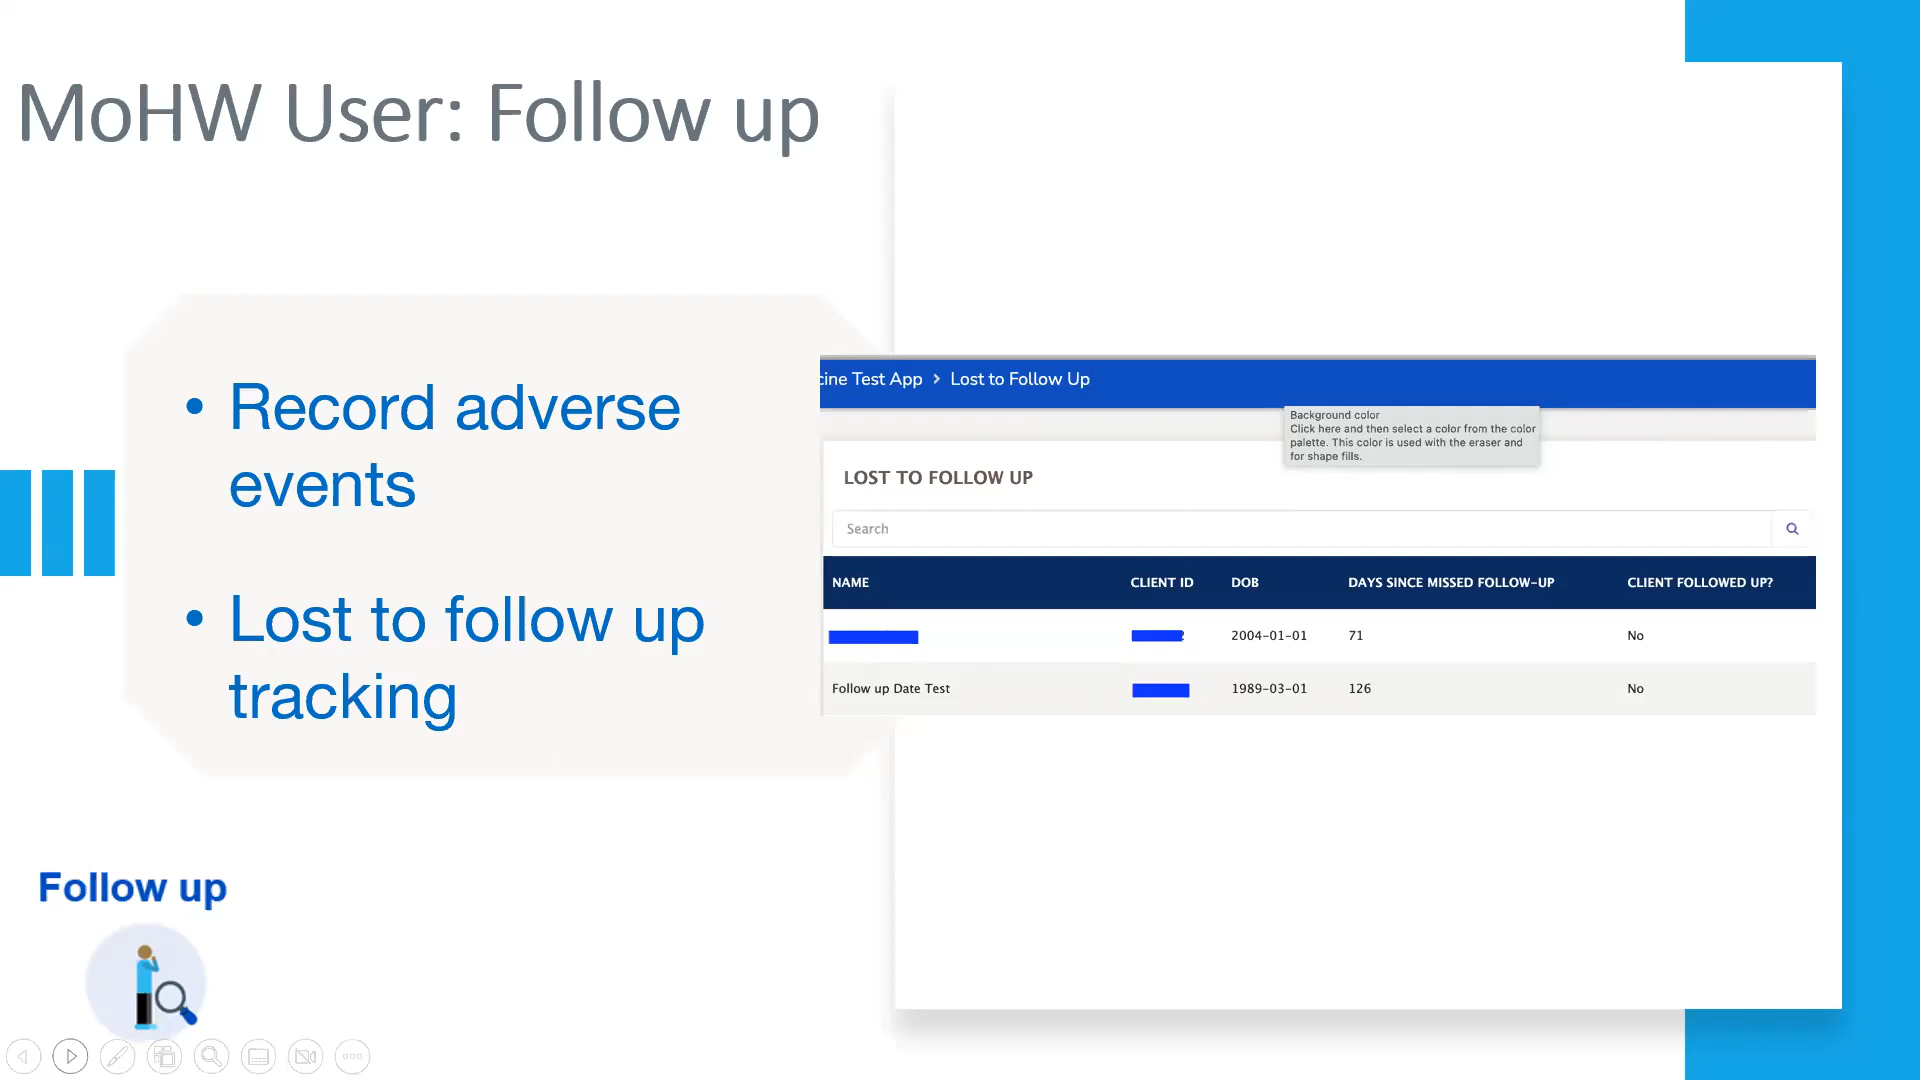 MoHW User: Follow up
• Record adverse
events
• Lost to follow up
tracking
Follow up
cine Test App > Lost to Follow Up
Background color
Click here and then select a color from the color
palette. This color is used with the eraser and
for shape fills.
LOST TO FOLLOW UP
Search
NAME CLIENT ID DOB DAYS SINCE MISSED FOLLOW-UP CLIENT FOLLOWED UP?
2004-01-01 71 No
Follow up Date Test 1989-03-01 126 No